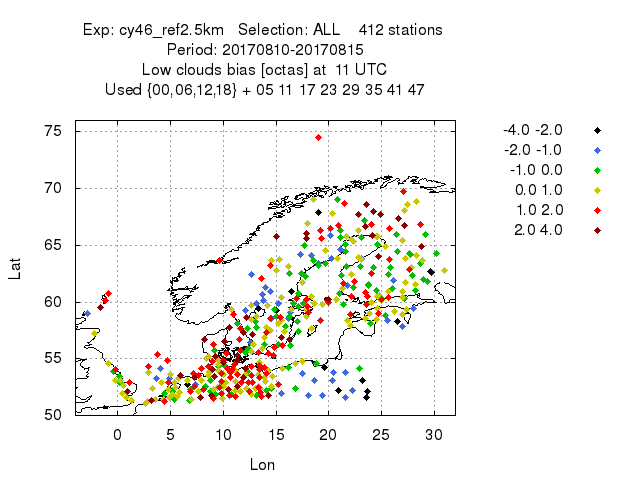 Exp: cy46_ref2.5km Selection: ALL 412 stations
Period: 20170810-20170815
Low clouds bias [octas] at 11 UTC
Used {00,06,12,18} + 05 11 17 23 29 35 41 47
75
70
65
60
55
50
Lat
0 5 10 15 20 25 30
Lon
-4.0 -2.0
-2.0 -1.0
-1.0 0.0
0.0 1.0
1.0 2.0
2.0 4.0